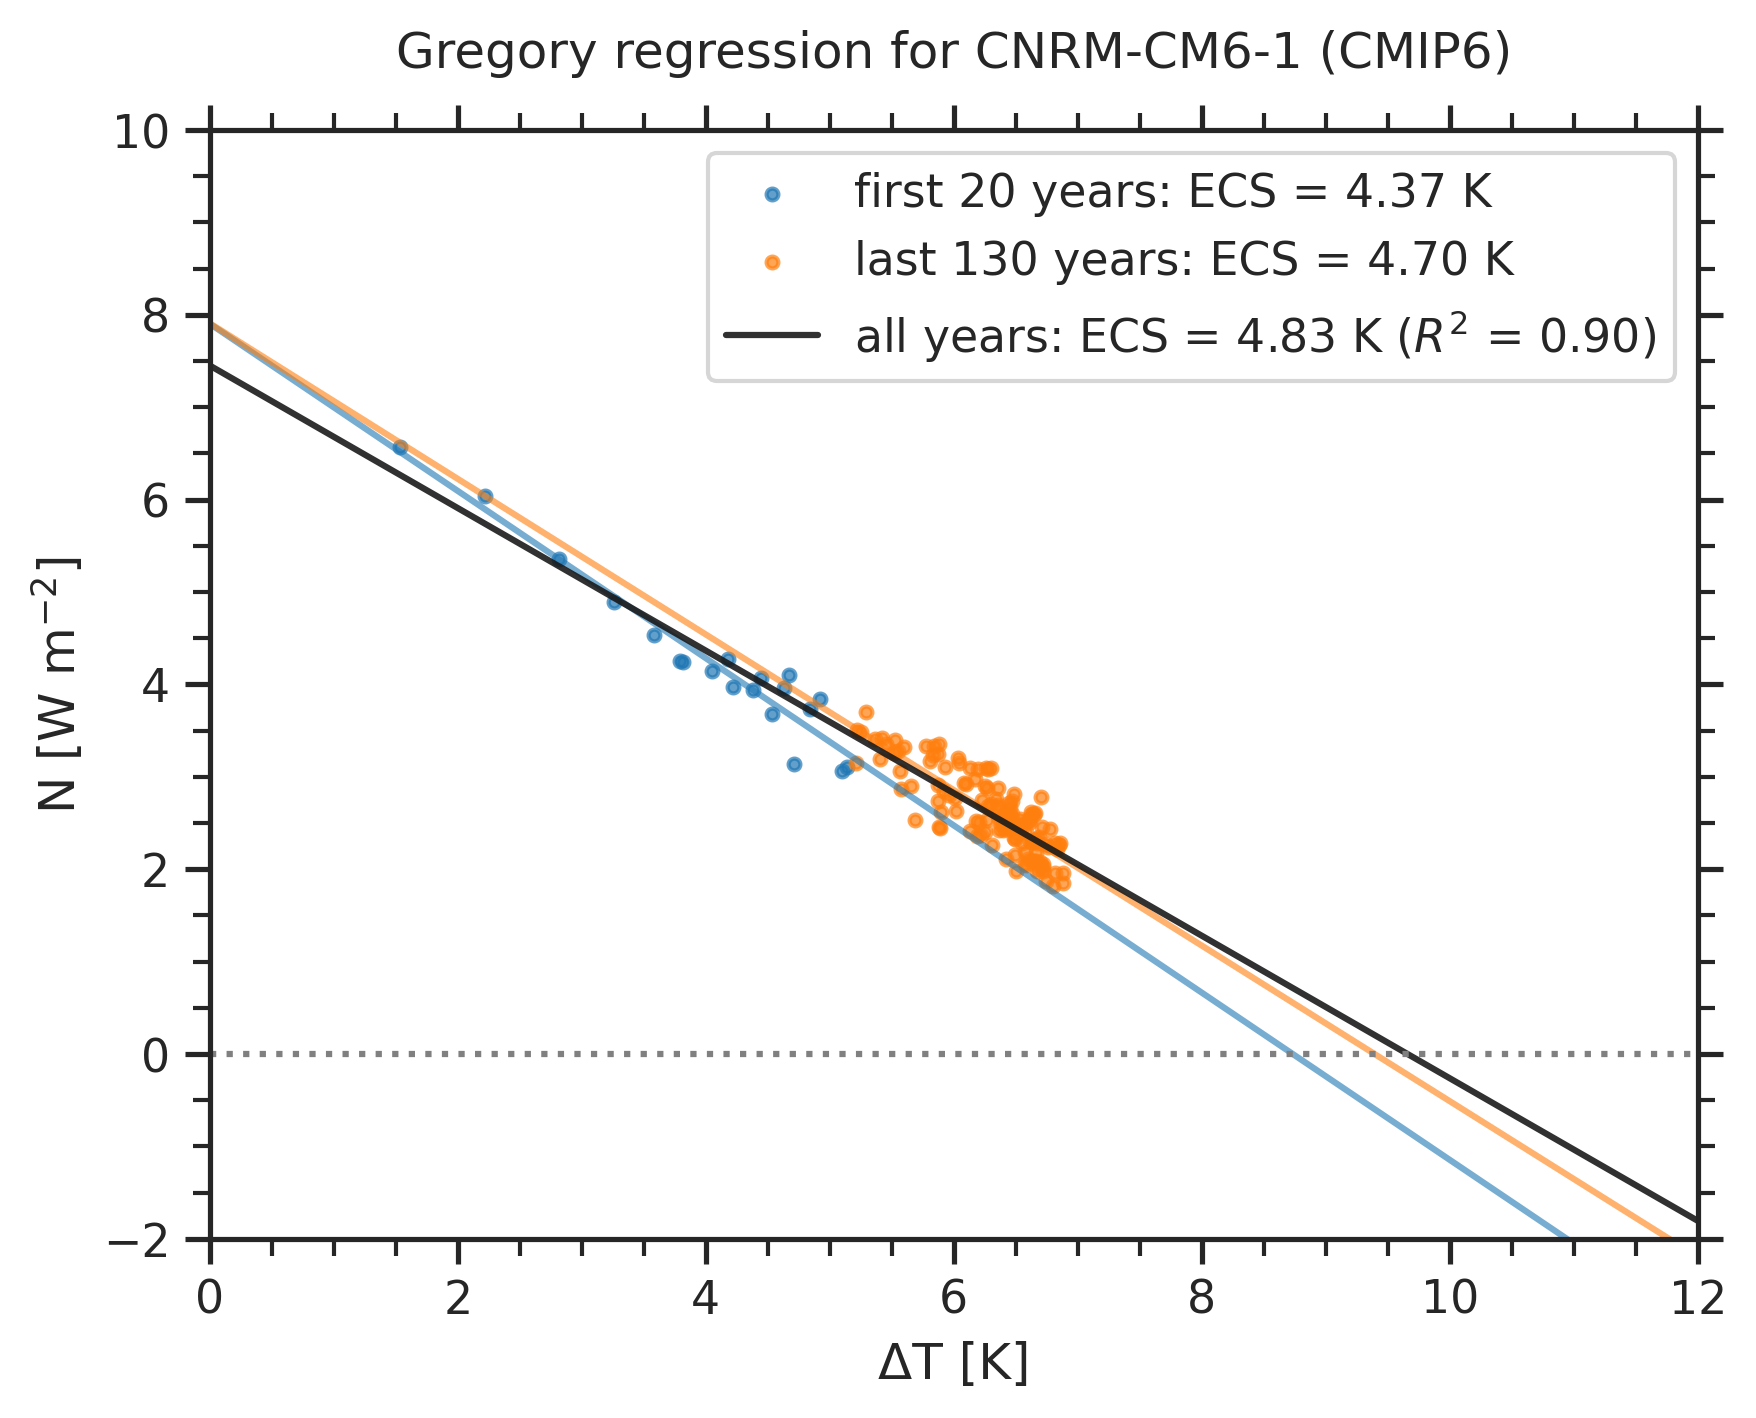 Gregory regression for CNRM-CM6-1 (CMIP6)
first 20 years: ECS = 4.37 K
last 130 years: ECS = 4.70 K
all years: ECS = 4.83 K (R² = 0.90)
N [W m⁻²]
10
8
6
4
2
0
−2
0 2 4 6 8 10 12
ΔT [K]